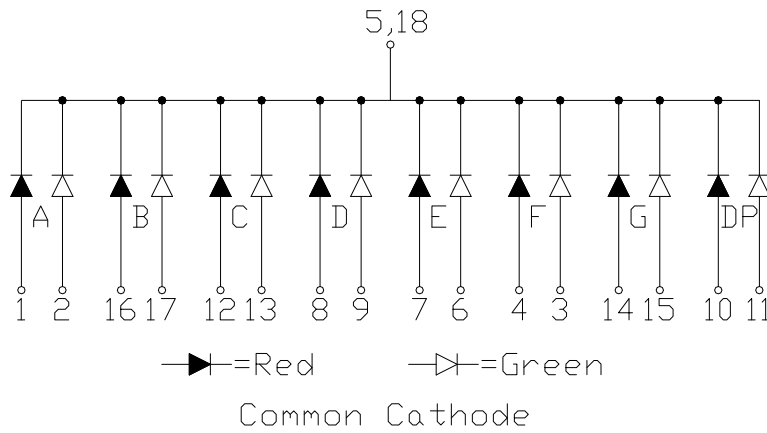 5,18
A B C D E F G DP
1 2 16 17 12 13 8 9 7 6 4 3 14 15 10 11
=Red =Green
Common Cathode